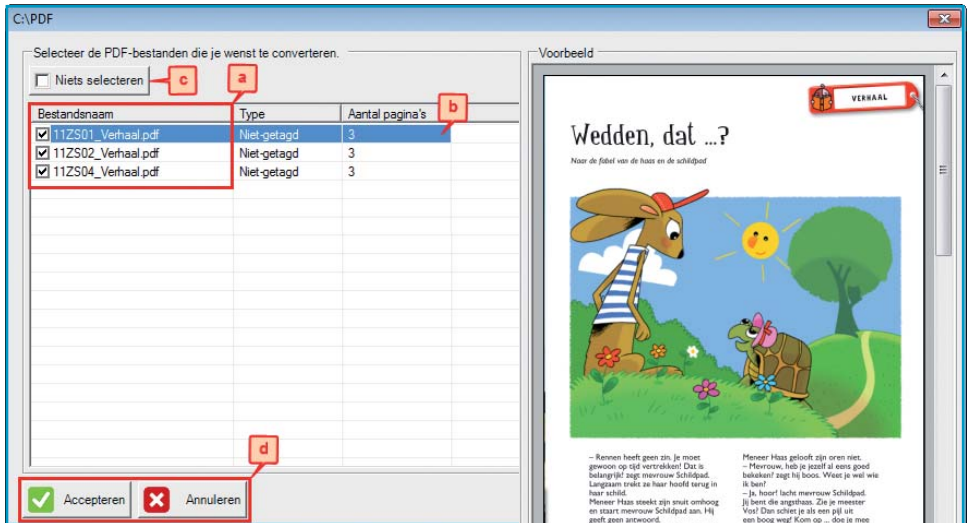 C:\PDF
Selecteer de PDF-bestanden die je wenst te converteren.
Niets selecteren
c
a
Bestandsnaam Type Aantal pagina's
b
11ZS01_Verhaal.pdf Niet-getagd 3
11ZS02_Verhaal.pdf Niet-getagd 3
11ZS04_Verhaal.pdf Niet-getagd 3
d
Accepteren Annuleren
Voorbeeld
VERHAAL
Wedden, dat ...?
Naar de fabel van de haas en de schildpad
– Rennen heeft geen zin. Je moet
gewoon op tijd vertrekken! Dat is
belangrijk! zegt mevrouw Schildpad.
Langzaam trekt ze haar hoofd terug in
haar schild.
Meneer Haas steekt zijn snuit omhoog
en staart mevrouw Schildpad aan. Hij
geeft geen antwoord.
Meneer Haas gelooft zijn oren niet.
– Mevrouw, heb je jezelf al eens goed
bekeken? zegt hij boos. Weet je wel wie
ik ben?
– Ja, hoor! lacht mevrouw Schildpad.
Jij bent die angsthaas. Zie je meester
Vos? Dan schiet je als een pijl uit
een boog weg! Kom op ... doe je mee